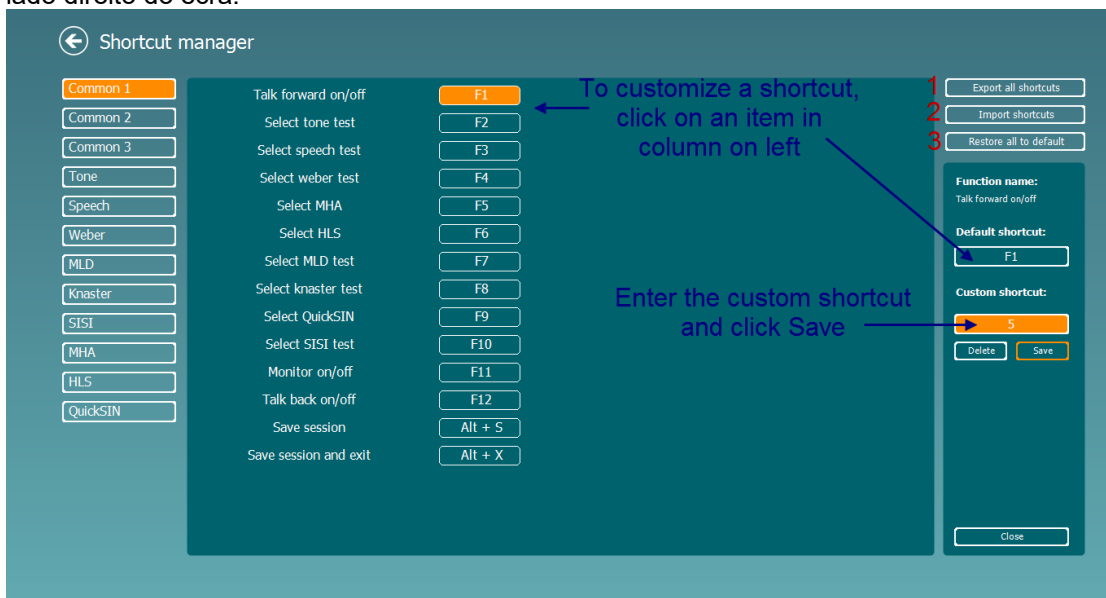 lado direito do ecrã.
Shortcut manager
Common 1
Common 2
Common 3
Tone
Speech
Weber
MLD
Knaster
SISI
MHA
HLS
QuickSIN
Talk forward on/off F1
Select tone test F2
Select speech test F3
Select weber test F4
Select MHA F5
Select HLS F6
Select MLD test F7
Select knaster test F8
Select QuickSIN F9
Select SISI test F10
Monitor on/off F11
Talk back on/off F12
Save session Alt + S
Save session and exit Alt + X
To customize a shortcut,
click on an item in
column on left
Enter the custom shortcut
and click Save
1 Export all shortcuts
2 Import shortcuts
3 Restore all to default
Function name:
Talk forward on/off
Default shortcut:
F1
Custom shortcut:
5
Delete Save
Close